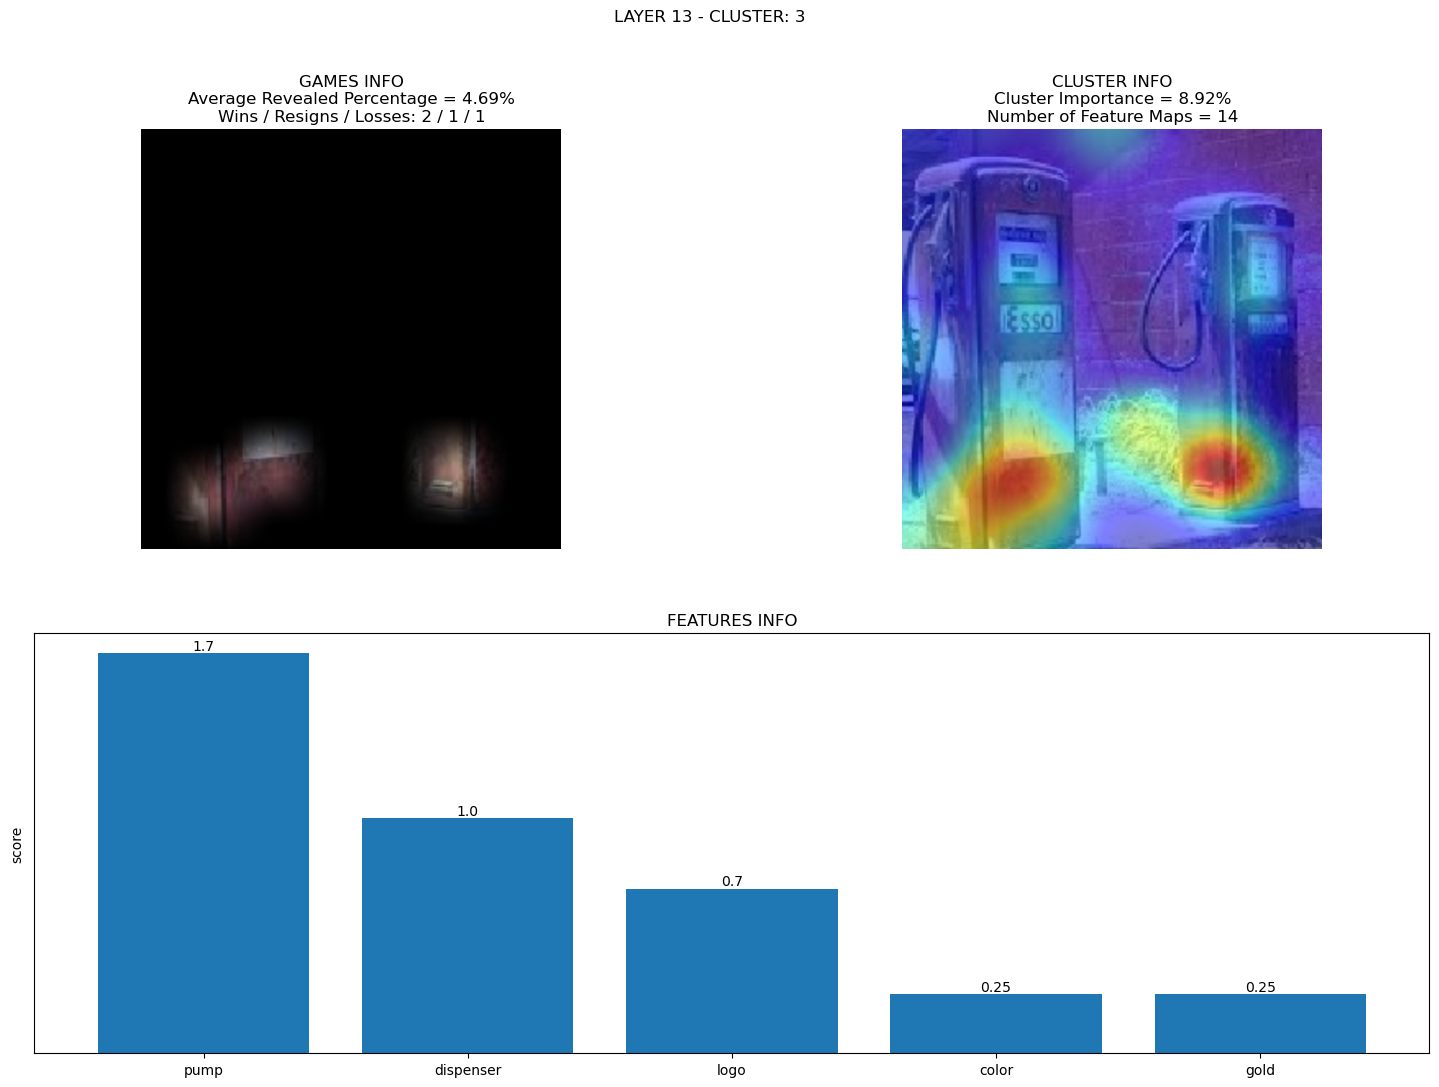 LAYER 13 - CLUSTER: 3
GAMES INFO
Average Revealed Percentage = 4.69%
Wins / Resigns / Losses: 2 / 1 / 1
CLUSTER INFO
Cluster Importance = 8.92%
Number of Feature Maps = 14
ESSO
FEATURES INFO
score
1.7
1.0
0.7
0.25
0.25
pump
dispenser
logo
color
gold